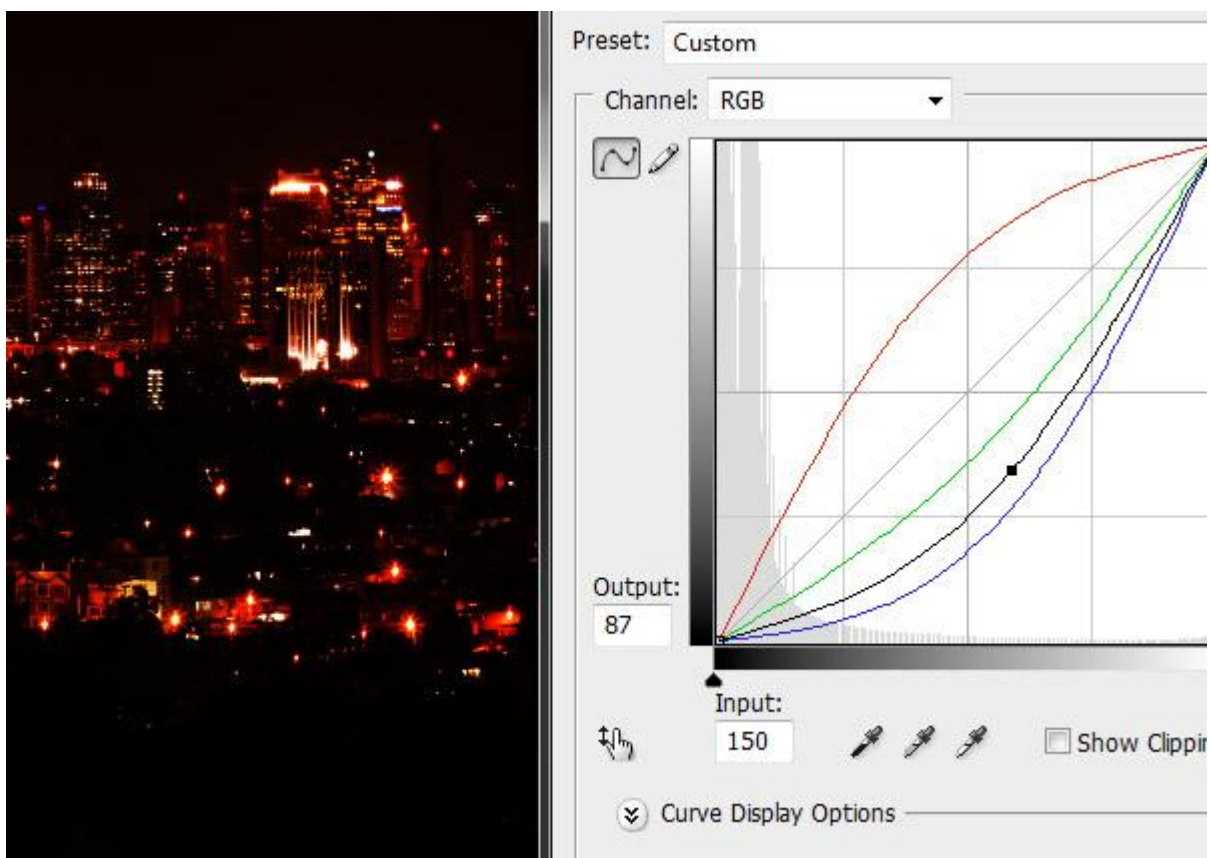 Preset: Custom
Channel: RGB
Output:
87
Input:
150
Show Clippin
Curve Display Options